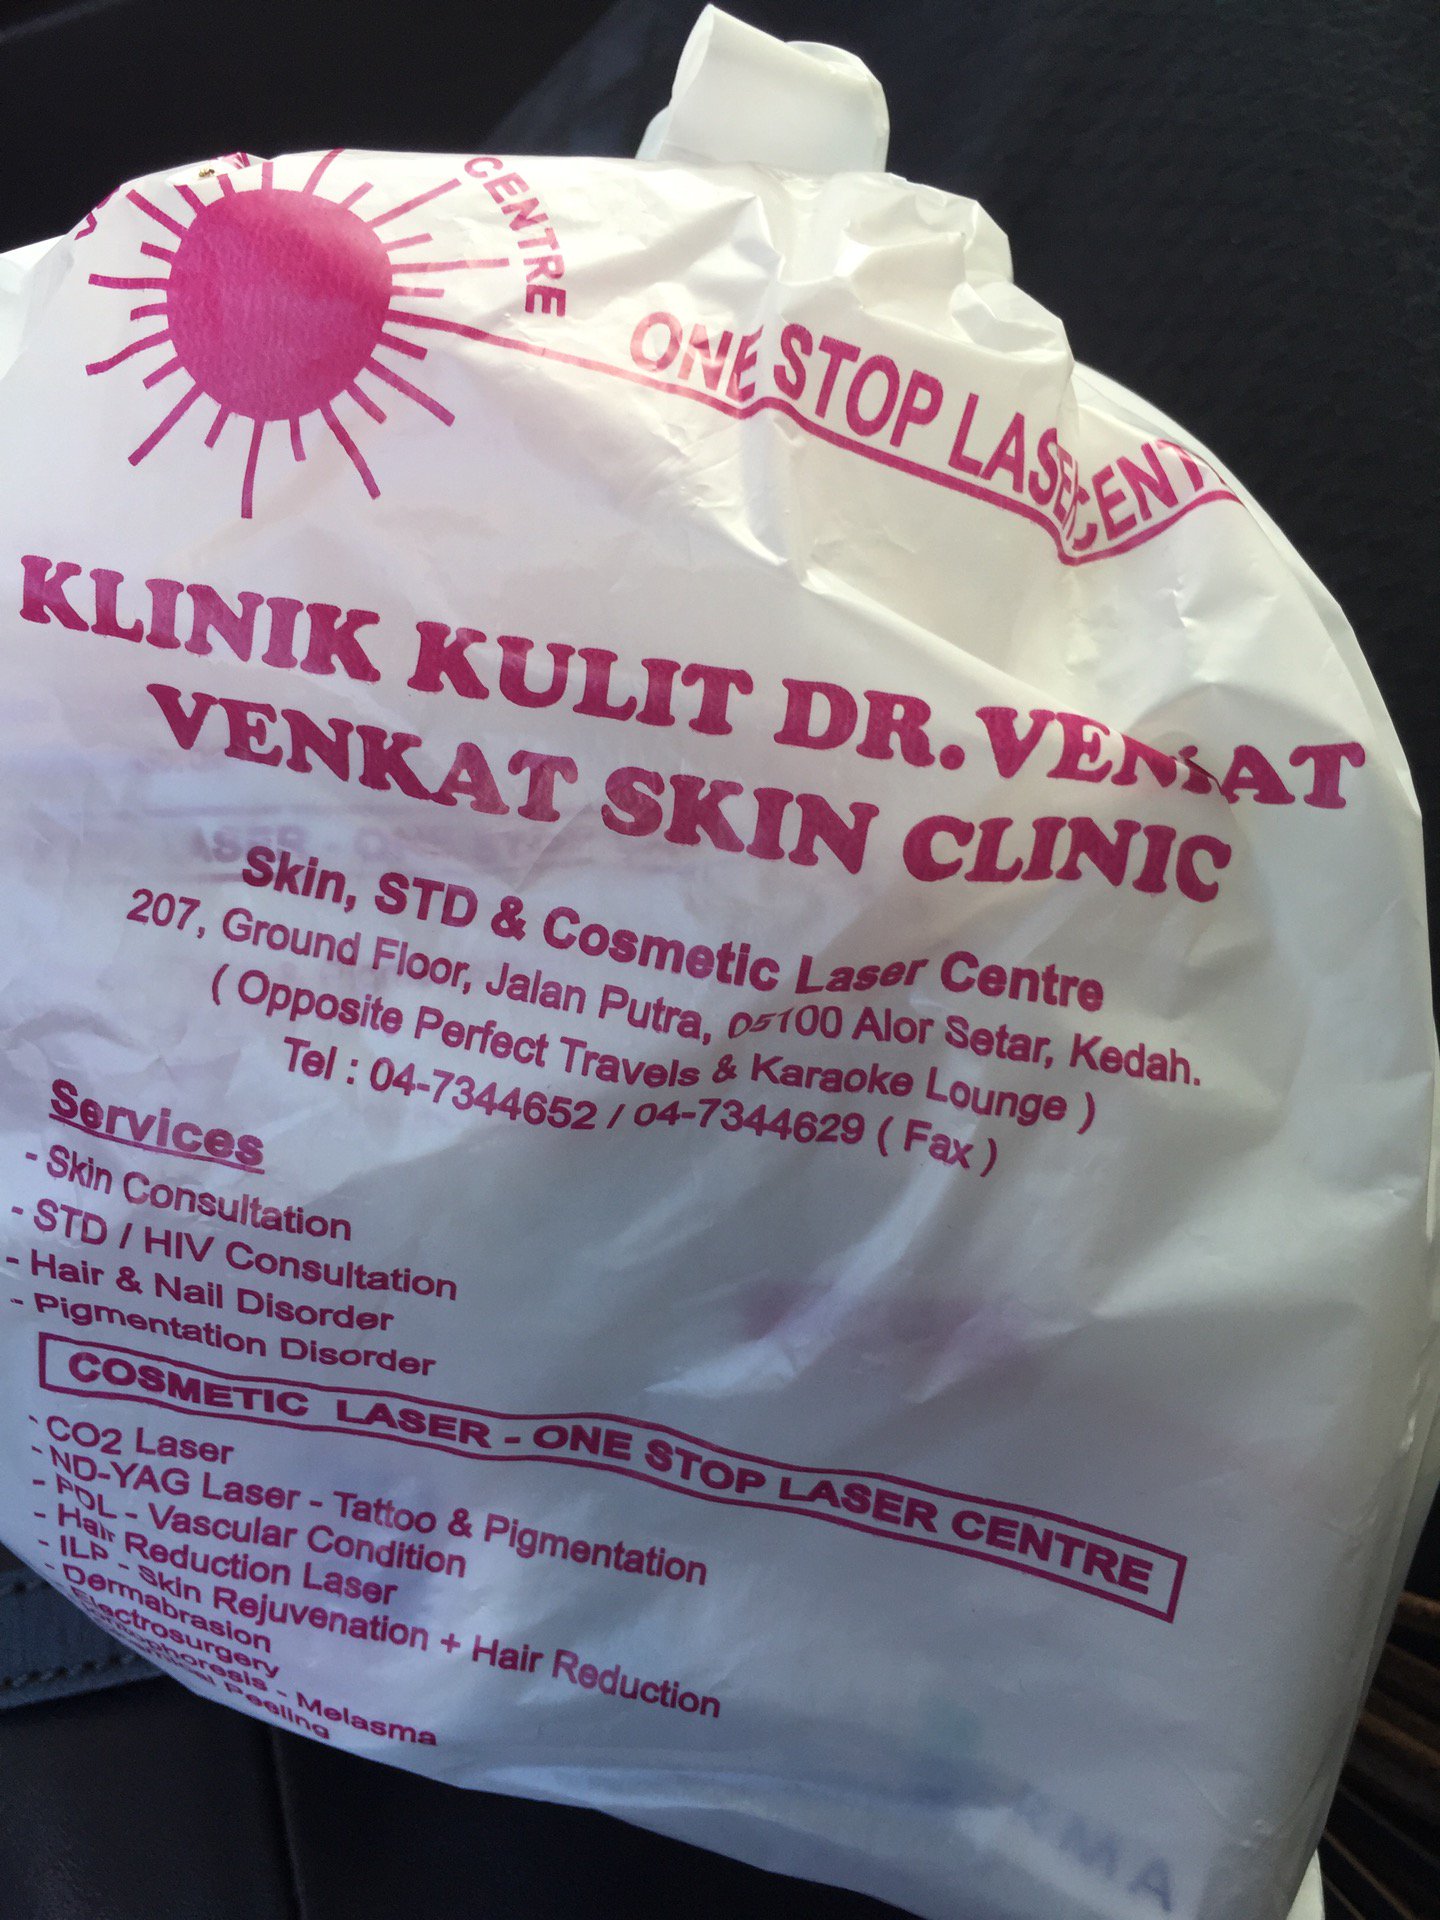 CENTRE
ONE STOP LASER CENT
KLINIK KULIT DR. VENKAT
VENKAT SKIN CLINIC
Skin, STD & Cosmetic Laser Centre
207, Ground Floor, Jalan Putra, 05100 Alor Setar, Kedah.
( Opposite Perfect Travels & Karaoke Lounge )
Tel : 04-7344652 / 04-7344629 ( Fax )
Services
- Skin Consultation
- STD / HIV Consultation
- Hair & Nail Disorder
- Pigmentation Disorder
COSMETIC LASER - ONE STOP LASER CENTRE
- CO2 Laser
- ND-YAG Laser - Tattoo & Pigmentation
- PDL - Vascular Condition
- Hair Reduction Laser
- ILP - Skin Rejuvenation + Hair Reduction
- Dermabrasion
- Electrosurgery
- Melasma
Peeling